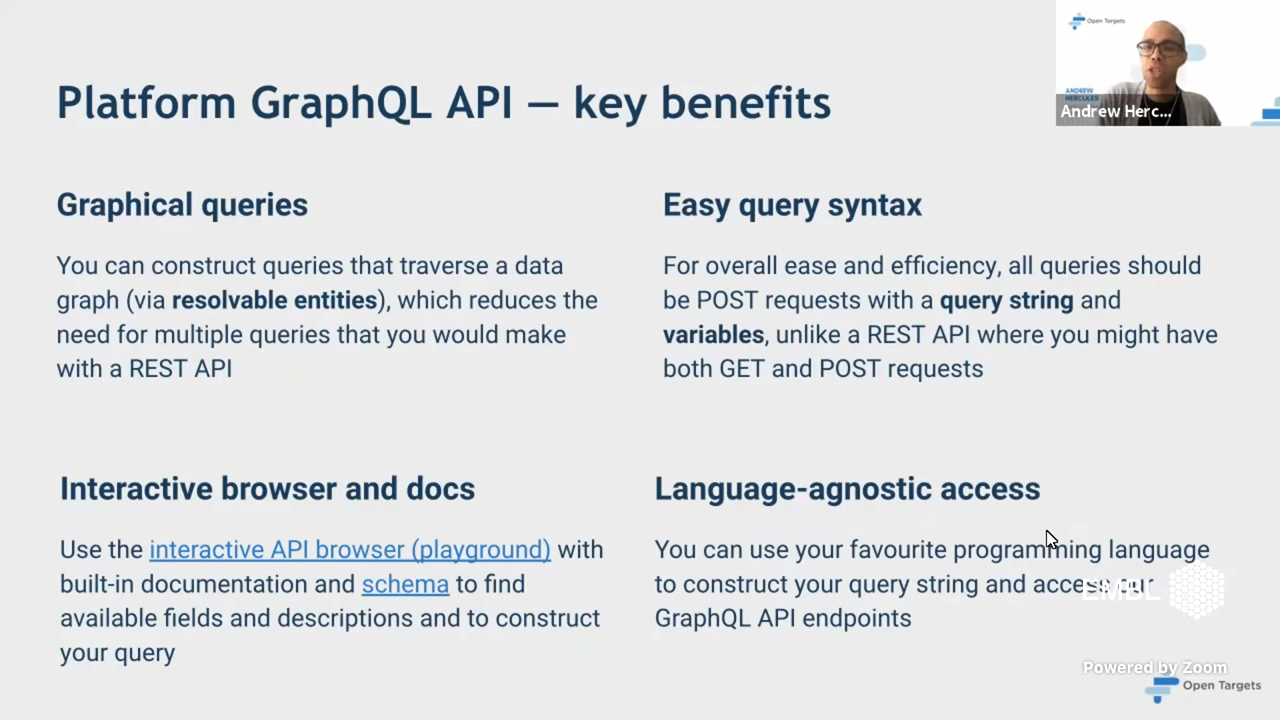 Open Targets
ANDREW
HERCULES
Andrew Herc...
Platform GraphQL API — key benefits
Graphical queries
You can construct queries that traverse a data
graph (via resolvable entities), which reduces the
need for multiple queries that you would make
with a REST API
Easy query syntax
For overall ease and efficiency, all queries should
be POST requests with a query string and
variables, unlike a REST API where you might have
both GET and POST requests
Interactive browser and docs
Use the interactive API browser (playground) with
built-in documentation and schema to find
available fields and descriptions and to construct
your query
Language-agnostic access
You can use your favourite programming language
to construct your query string and access our
GraphQL API endpoints
EMBL
Powered by Zoom
Open Targets